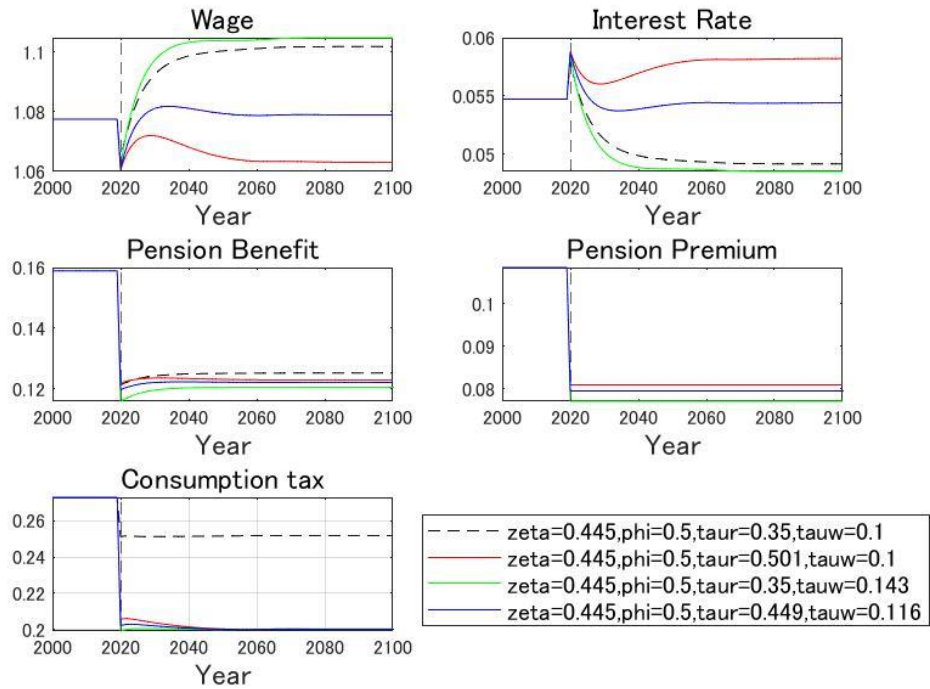 Wage
1.1
1.08
1.06
2000 2020 2040 2060 2080 2100
Year
Interest Rate
0.06
0.055
0.05
2000 2020 2040 2060 2080 2100
Year
Pension Benefit
0.16
0.14
0.12
2000 2020 2040 2060 2080 2100
Year
Pension Premium
0.1
0.09
0.08
2000 2020 2040 2060 2080 2100
Year
Consumption tax
0.26
0.24
0.22
0.2
2000 2020 2040 2060 2080 2100
Year
zeta=0.445,phi=0.5,taur=0.35,tauw=0.1
zeta=0.445,phi=0.5,taur=0.501,tauw=0.1
zeta=0.445,phi=0.5,taur=0.35,tauw=0.143
zeta=0.445,phi=0.5,taur=0.449,tauw=0.116